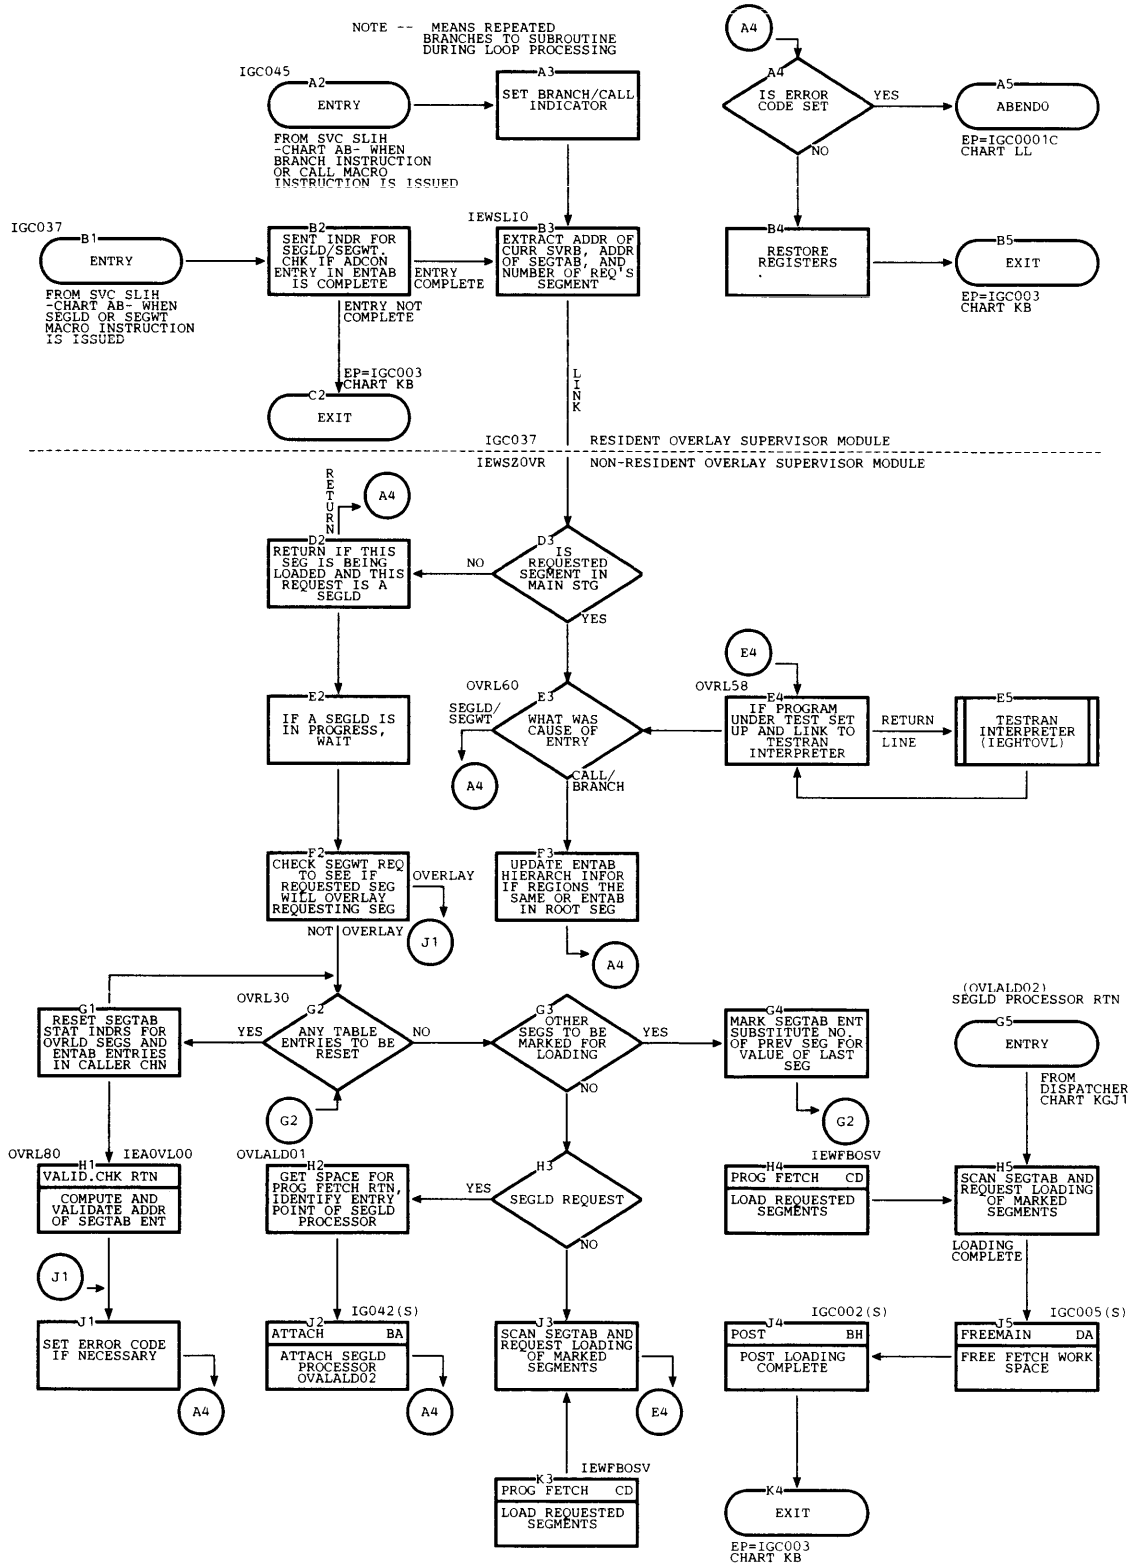 NOTE -- MEANS REPEATED
BRANCHES TO SUBROUTINE
DURING LOOP PROCESSING
A4
IGC045
A2
ENTRY
FROM SVC SLIH
-CHART AB- WHEN
BRANCH INSTRUCTION
OR CALL MACRO
INSTRUCTION IS ISSUED
A3
SET BRANCH/CALL
INDICATOR
A4
IS ERROR
CODE SET
YES
NO
A5
ABENDO
EP=IGC0001C
CHART LL
IGC037
B1
ENTRY
FROM SVC SLIH
-CHART AB- WHEN
SEGLD OR SEGWT
MACRO INSTRUCTION
IS ISSUED
B2
SENT INDR FOR
SEGLD/SEGWT.
CHK IF ADCON
ENTRY IN ENTAB
IS COMPLETE
ENTRY
COMPLETE
ENTRY NOT
COMPLETE
IEWSLIO
B3
EXTRACT ADDR OF
CURR SVRB, ADDR
OF SEGTAB, AND
NUMBER OF REQ'S
SEGMENT
B4
RESTORE
REGISTERS
B5
EXIT
EP=IGC003
CHART KB
EP=IGC003
CHART KB
C2
EXIT
LINK
IGC037 RESIDENT OVERLAY SUPERVISOR MODULE
IEWSZOVR NON-RESIDENT OVERLAY SUPERVISOR MODULE
RETURN
A4
D2
RETURN IF THIS
SEG IS BEING
LOADED AND THIS
REQUEST IS A
SEGLD
NO
D3
IS
REQUESTED
SEGMENT IN
MAIN STG
YES
E4
E2
IF A SEGLD IS
IN PROGRESS,
WAIT
OVRL60
SEGLD/
SEGWT
E3
WHAT WAS
CAUSE OF
ENTRY
CALL/
BRANCH
A4
OVRL58
E4
IF PROGRAM
UNDER TEST SET
UP AND LINK TO
TESTRAN
INTERPRETER
RETURN
LINE
E5
TESTRAN
INTERPRETER
(IEGHTOVL)
F2
CHECK SEGWT REQ
TO SEE IF
REQUESTED SEG
WILL OVERLAY
REQUESTING SEG
OVERLAY
NOT OVERLAY
J1
F3
UPDATE ENTAB
HIERARCH INFOR
IF REGIONS THE
SAME OR ENTAB
IN ROOT SEG
A4
G1
RESET SEGTAB
STAT INDRS FOR
OVRLD SEGS AND
ENTAB ENTRIES
IN CALLER CHN
YES
OVRL30
G2
ANY TABLE
ENTRIES TO BE
RESET
NO
G2
G3
OTHER
SEGS TO BE
MARKED FOR
LOADING
YES
NO
G4
MARK SEGTAB ENT
SUBSTITUTE NO.
OF PREV SEG FOR
VALUE OF LAST
SEG
G2
(OVLALD02)
SEGLD PROCESSOR RTN
G5
ENTRY
FROM
DISPATCHER
CHART KGJ1
OVRL80 IEAOVL00
H1
VALID.CHK RTN
COMPUTE AND
VALIDATE ADDR
OF SEGTAB ENT
OVLALD01
H2
GET SPACE FOR
PROG FETCH RTN,
IDENTIFY ENTRY
POINT OF SEGLD
PROCESSOR
YES
H3
SEGLD REQUEST
NO
IEWFBOSV
H4
PROG FETCH CD
LOAD REQUESTED
SEGMENTS
H5
SCAN SEGTAB AND
REQUEST LOADING
OF MARKED
SEGMENTS
LOADING
COMPLETE
J1
J1
SET ERROR CODE
IF NECESSARY
A4
IG042(S)
J2
ATTACH BA
ATTACH SEGLD
PROCESSOR
OVALALD02
A4
J3
SCAN SEGTAB AND
REQUEST LOADING
OF MARKED
SEGMENTS
E4
IGC002(S)
J4
POST BH
POST LOADING
COMPLETE
IGC005(S)
J5
FREEMAIN DA
FREE FETCH WORK
SPACE
IEWFBOSV
K3
PROG FETCH CD
LOAD REQUESTED
SEGMENTS
K4
EXIT
EP=IGC003
CHART KB